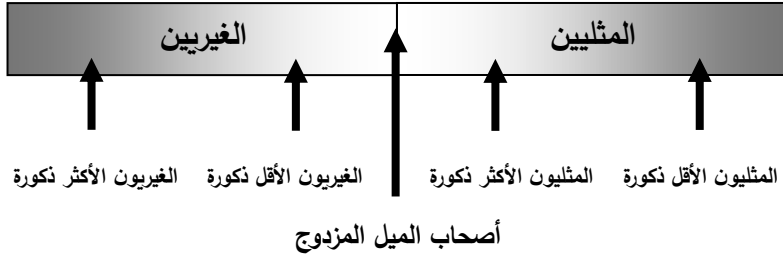 المثليين الغيريين
المثليون الأقل ذكورة المثليون الأكثر ذكورة الغيريون الأقل ذكورة الغيريون الأكثر ذكورة
أصحاب الميل المزدوج